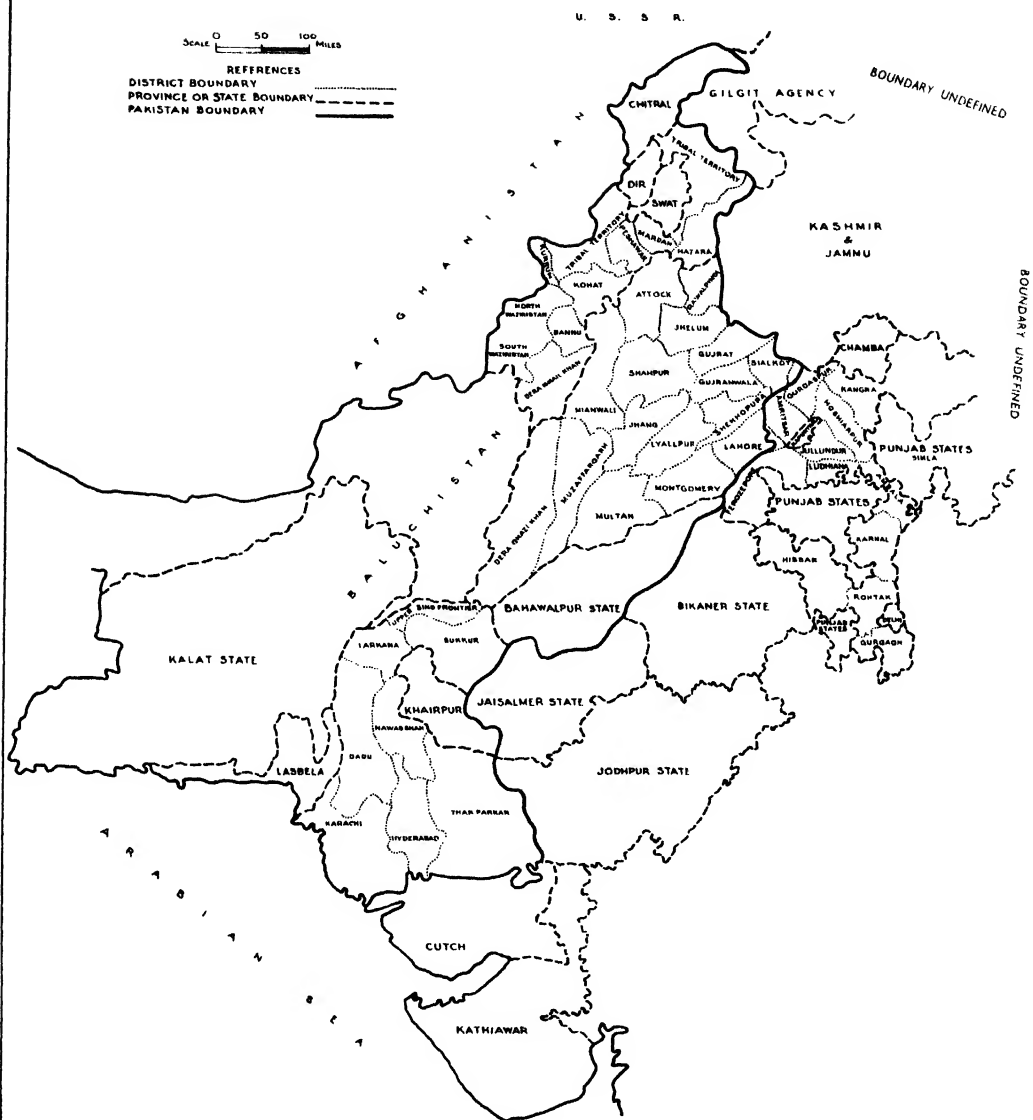 U. S. S. R.
SCALE 0 50 100 MILES
REFERENCES
DISTRICT BOUNDARY
PROVINCE OR STATE BOUNDARY
PAKISTAN BOUNDARY
BOUNDARY UNDEFINED
GILGIT AGENCY
CHITRAL
TRIBAL TERRITORY
AFGHANISTAN
DIR
SWAT
KASHMIR
&
JAMNU
BOUNDARY UNDEFINED
TRIBAL TERRITORY
PESHAWAR
MARDAN
HAZARA
KURRUM
KOHAT
ATTOCK
RAWALPINDI
NORTH
WAZIRISTAN
BANNU
JHELUM
SOUTH
WAZIRISTAN
DERA ISMAIL KHAN
SHAHPUR
GUJRAT
SIALKOT
GUJRANWALA
CHAMBA
GURDASPUR
KANGRA
MIANWALI
JHANG
LYALLPUR
SHEKHOPURA
AMRITSAR
HOSHIARPUR
LAHORE
JULLUNDUR
LUDHIANA
PUNJAB STATES
SIMLA
MUZAFFARGARH
MONTGOMERY
FEROZEPORE
PUNJAB STATES
MULTAN
DERA GHAZI KHAN
KARNAL
HISSAR
BALUCHISTAN
ROHTAK
DELHI
PUNJAB
STATES
GURGAON
UPPER SIND FRONTIER
BAHAWALPUR STATE
BIKANER STATE
LARKANA
SUKKUR
KALAT STATE
KHAIRPUR
JAISALMER STATE
NAWABSHAH
DADU
LASBELA
JODHPUR STATE
KARACHI
HYDERABAD
THAR PARKAR
ARABIAN SEA
CUTCH
KATHIAWAR